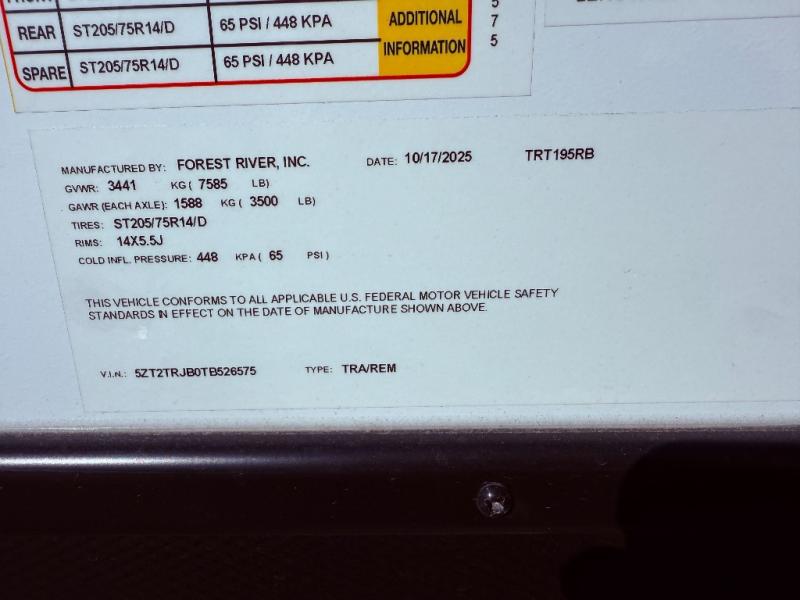 REAR ST205/75R14/D 65 PSI / 448 KPA ADDITIONAL
SPARE ST205/75R14/D 65 PSI / 448 KPA INFORMATION
5
7
5
MANUFACTURED BY: FOREST RIVER, INC. DATE: 10/17/2025 TRT195RB
GVWR: 3441 KG ( 7585 LB)
GAWR (EACH AXLE): 1588 KG ( 3500 LB)
TIRES: ST205/75R14/D
RIMS: 14X5.5J
COLD INFL. PRESSURE: 448 KPA ( 65 PSI )
THIS VEHICLE CONFORMS TO ALL APPLICABLE U.S. FEDERAL MOTOR VEHICLE SAFETY
STANDARDS IN EFFECT ON THE DATE OF MANUFACTURE SHOWN ABOVE.
V.I.N.: 5ZT2TRJB0TB526575 TYPE: TRA/REM